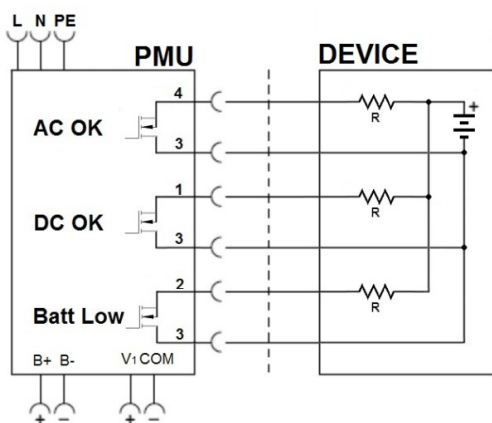 L N PE
PMU
DEVICE
AC OK
4
R
+
3
DC OK
1
R
3
Batt Low
2
R
3
B+ B- V1 COM
+ − + −